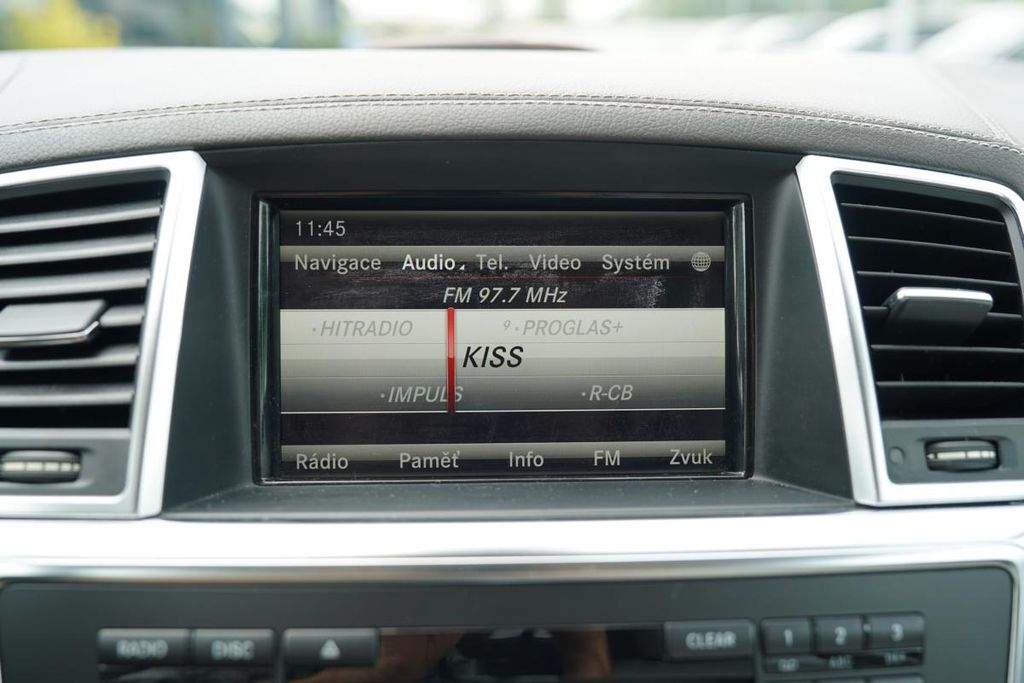 11:45
Navigace Audio Tel. Video Systém
FM 97.7 MHz
·HITRADIO 9·PROGLAS+
KISS
·IMPULS ·R-CB
Rádio Paměť Info FM Zvuk
RADIO DISC CLEAR 1 2 3